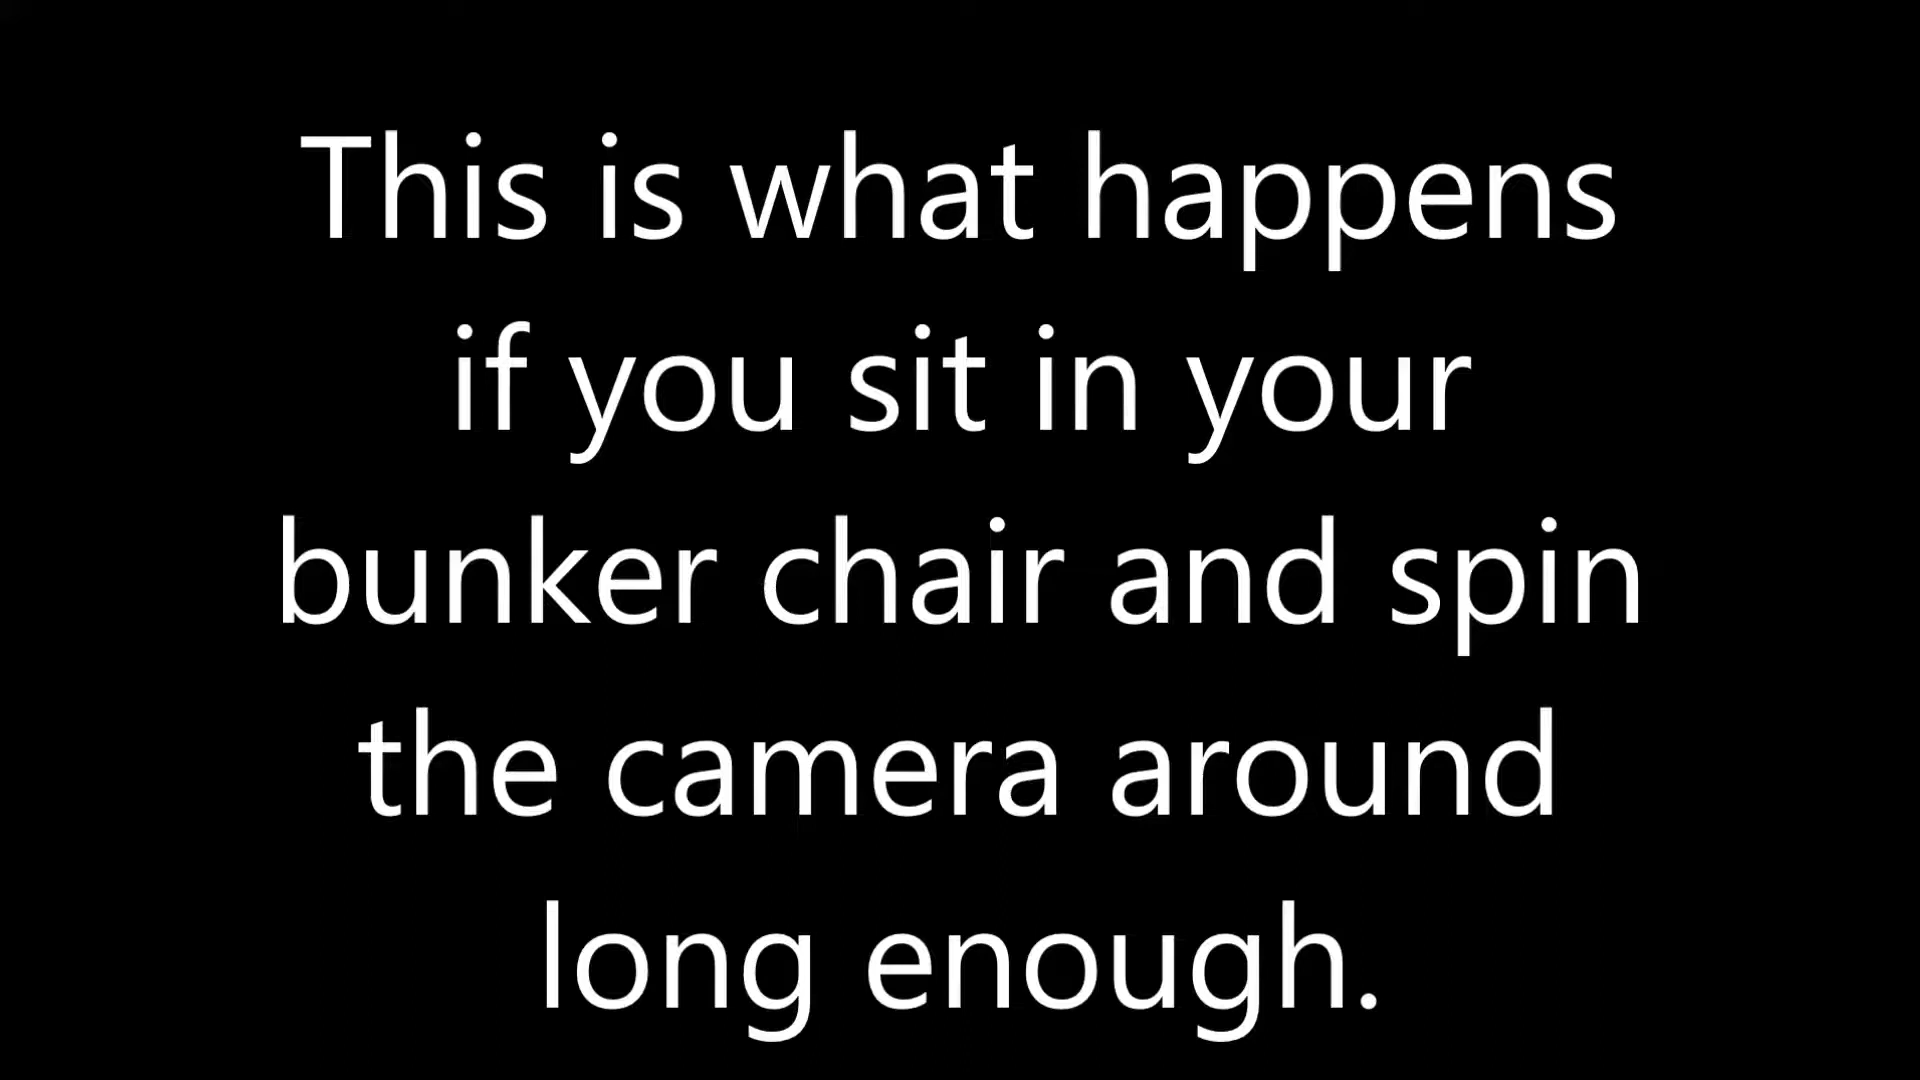 This is what happens
if you sit in your
bunker chair and spin
the camera around
long enough.